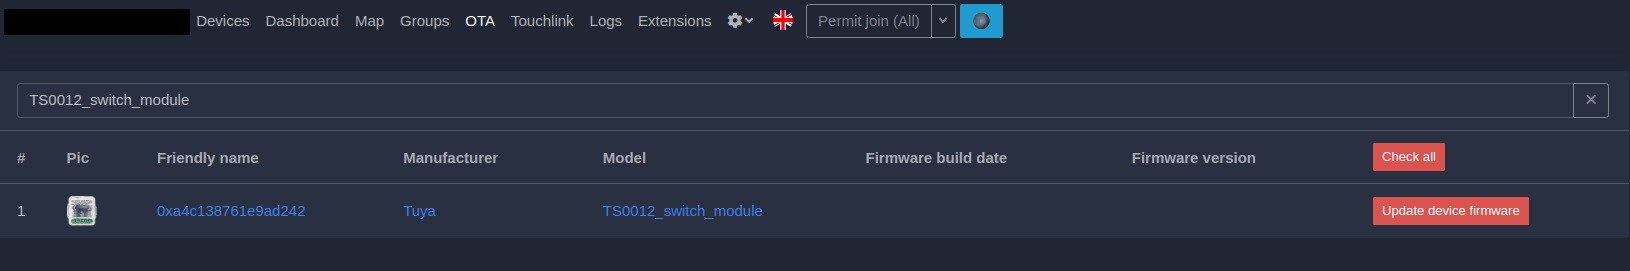 Devices Dashboard Map Groups OTA Touchlink Logs Extensions Permit join (All)
TS0012_switch_module
# Pic Friendly name Manufacturer Model Firmware build date Firmware version Check all
1 0xa4c138761e9ad242 Tuya TS0012_switch_module Update device firmware